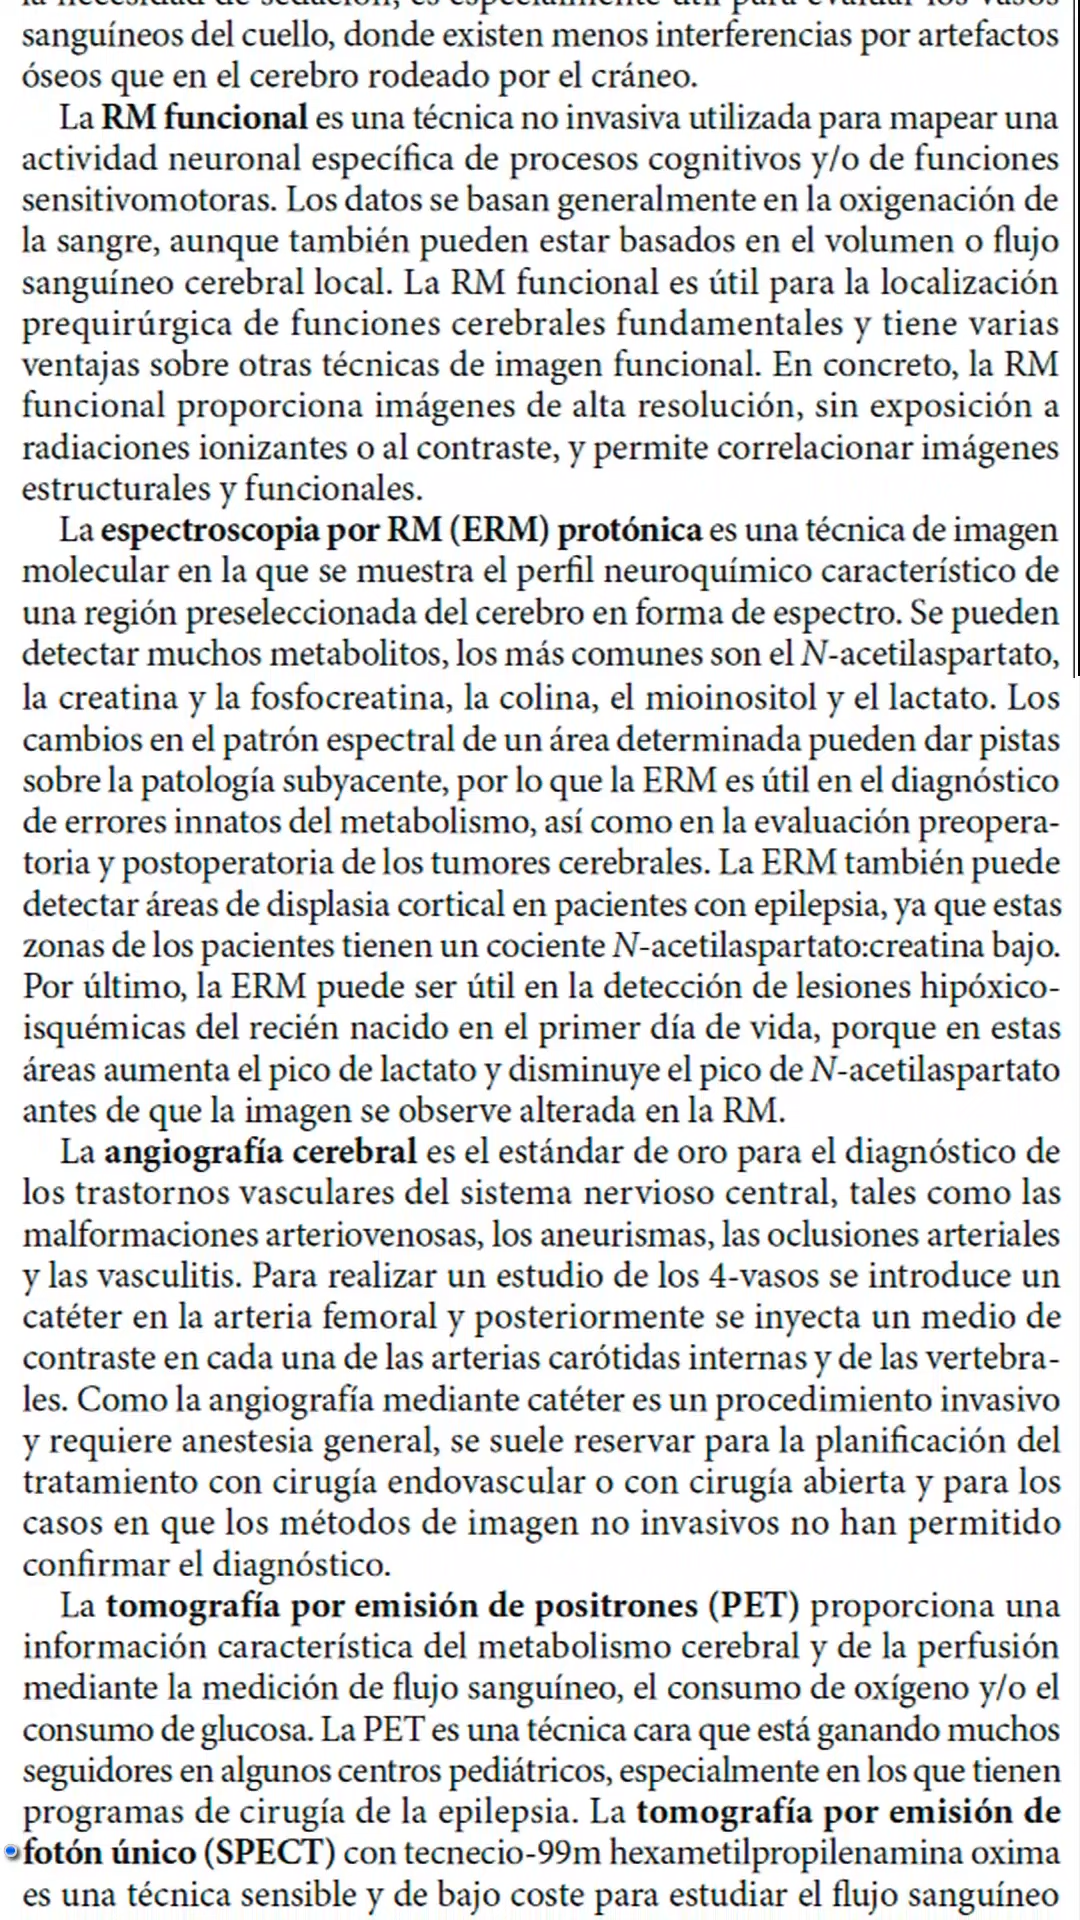 la necesidad de sedación, es especialmente útil para evaluar los vasos
sanguíneos del cuello, donde existen menos interferencias por artefactos
óseos que en el cerebro rodeado por el cráneo.
La RM funcional es una técnica no invasiva utilizada para mapear una
actividad neuronal específica de procesos cognitivos y/o de funciones
sensitivomotoras. Los datos se basan generalmente en la oxigenación de
la sangre, aunque también pueden estar basados en el volumen o flujo
sanguíneo cerebral local. La RM funcional es útil para la localización
prequirúrgica de funciones cerebrales fundamentales y tiene varias
ventajas sobre otras técnicas de imagen funcional. En concreto, la RM
funcional proporciona imágenes de alta resolución, sin exposición a
radiaciones ionizantes o al contraste, y permite correlacionar imágenes
estructurales y funcionales.
La espectroscopia por RM (ERM) protónica es una técnica de imagen
molecular en la que se muestra el perfil neuroquímico característico de
una región preseleccionada del cerebro en forma de espectro. Se pueden
detectar muchos metabolitos, los más comunes son el N-acetilaspartato,
la creatina y la fosfocreatina, la colina, el mioinositol y el lactato. Los
cambios en el patrón espectral de un área determinada pueden dar pistas
sobre la patología subyacente, por lo que la ERM es útil en el diagnóstico
de errores innatos del metabolismo, así como en la evaluación preopera-
toria y postoperatoria de los tumores cerebrales. La ERM también puede
detectar áreas de displasia cortical en pacientes con epilepsia, ya que estas
zonas de los pacientes tienen un cociente N-acetilaspartato:creatina bajo.
Por último, la ERM puede ser útil en la detección de lesiones hipóxico-
isquémicas del recién nacido en el primer día de vida, porque en estas
áreas aumenta el pico de lactato y disminuye el pico de N-acetilaspartato
antes de que la imagen se observe alterada en la RM.
La angiografía cerebral es el estándar de oro para el diagnóstico de
los trastornos vasculares del sistema nervioso central, tales como las
malformaciones arteriovenosas, los aneurismas, las oclusiones arteriales
y las vasculitis. Para realizar un estudio de los 4-vasos se introduce un
catéter en la arteria femoral y posteriormente se inyecta un medio de
contraste en cada una de las arterias carótidas internas y de las vertebra-
les. Como la angiografía mediante catéter es un procedimiento invasivo
y requiere anestesia general, se suele reservar para la planificación del
tratamiento con cirugía endovascular o con cirugía abierta y para los
casos en que los métodos de imagen no invasivos no han permitido
confirmar el diagnóstico.
La tomografía por emisión de positrones (PET) proporciona una
información característica del metabolismo cerebral y de la perfusión
mediante la medición de flujo sanguíneo, el consumo de oxígeno y/o el
consumo de glucosa. La PET es una técnica cara que está ganando muchos
seguidores en algunos centros pediátricos, especialmente en los que tienen
programas de cirugía de la epilepsia. La tomografía por emisión de
fotón único (SPECT) con tecnecio-99m hexametilpropilenamina oxima
es una técnica sensible y de bajo coste para estudiar el flujo sanguíneo